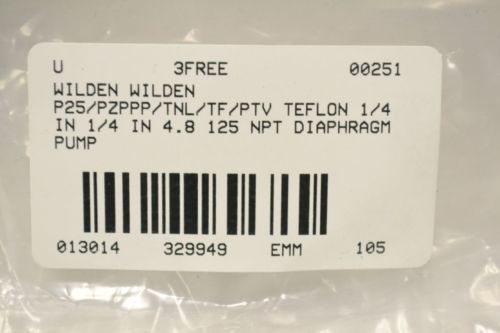 U 3FREE 00251
WILDEN WILDEN
P25/PZPPP/TNL/TF/PTV TEFLON 1/4
IN 1/4 IN 4.8 125 NPT DIAPHRAGM
PUMP
013014 329949 EMM 105